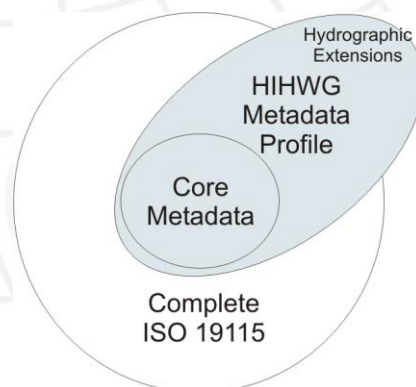 Hydrographic
Extensions
HIHWG
Metadata
Profile
Core
Metadata
Complete
ISO 19115